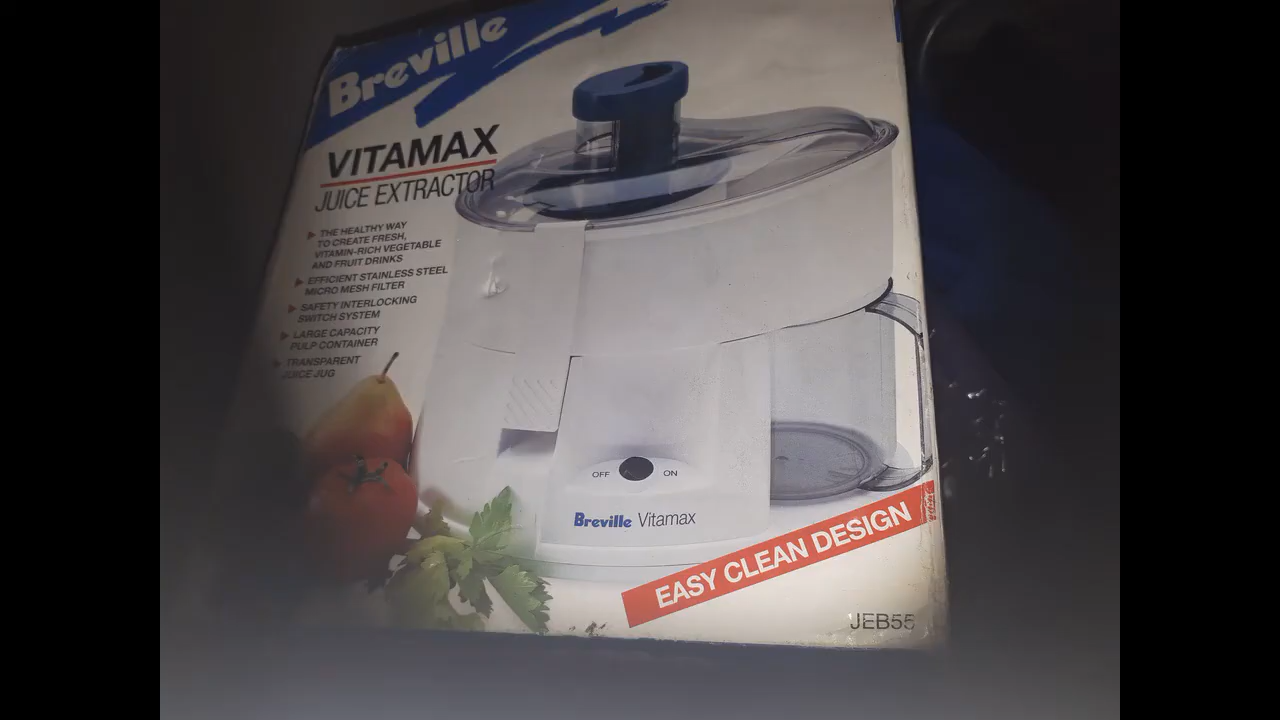 Breville
VITAMAX
JUICE EXTRACTOR
THE HEALTHY WAY
TO CREATE FRESH,
VITAMIN-RICH VEGETABLE
AND FRUIT DRINKS
EFFICIENT STAINLESS STEEL
MICRO MESH FILTER
SAFETY INTERLOCKING
SWITCH SYSTEM
LARGE CAPACITY
PULP CONTAINER
TRANSPARENT
JUICE JUG
OFF ON
Breville Vitamax
EASY CLEAN DESIGN
JEB55